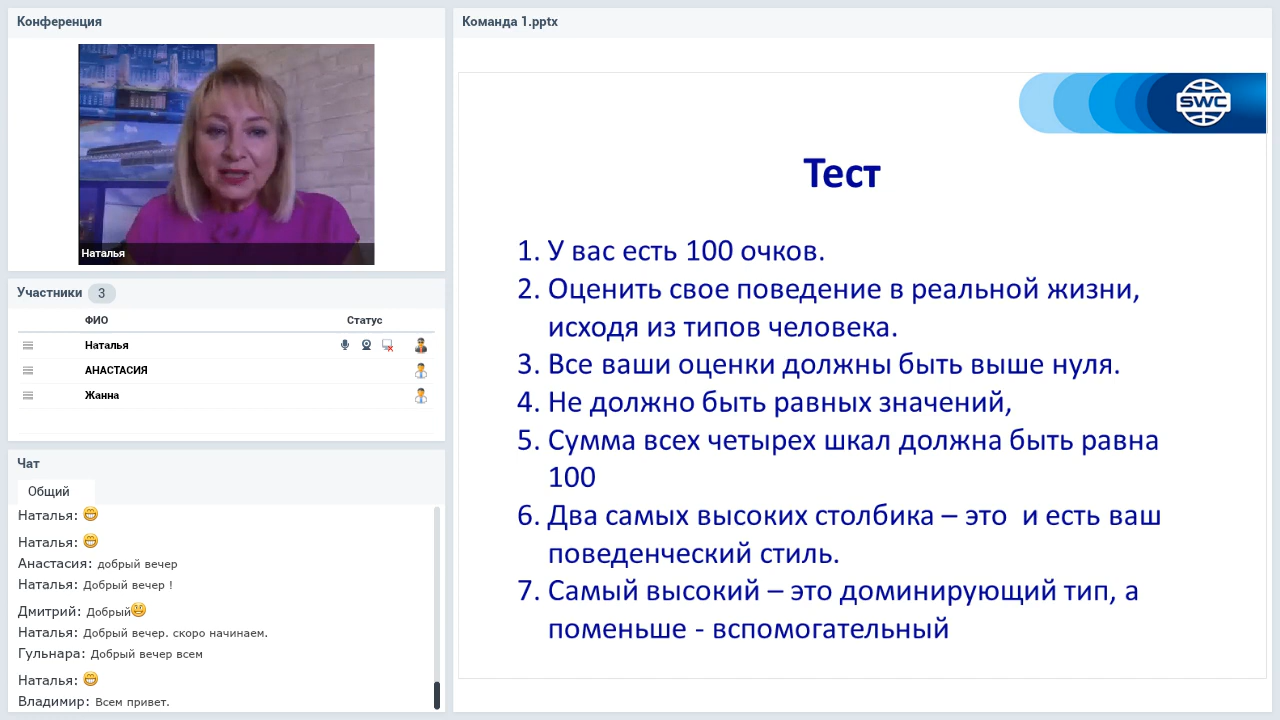 Конференция
Наталья
Участники 3
ФИО Статус
Наталья
АНАСТАСИЯ
Жанна
Чат
Общий
Наталья:
Наталья:
Анастасия: добрый вечер
Наталья: Добрый вечер !
Дмитрий: Добрый
Наталья: Добрый вечер. скоро начинаем.
Гульнара: Добрый вечер всем
Наталья:
Владимир: Всем привет.
Команда 1.pptx
SWC
Тест
1. У вас есть 100 очков.
2. Оценить свое поведение в реальной жизни,
исходя из типов человека.
3. Все ваши оценки должны быть выше нуля.
4. Не должно быть равных значений,
5. Сумма всех четырех шкал должна быть равна
100
6. Два самых высоких столбика – это  и есть ваш
поведенческий стиль.
7. Самый высокий – это доминирующий тип, а
поменьше - вспомогательный